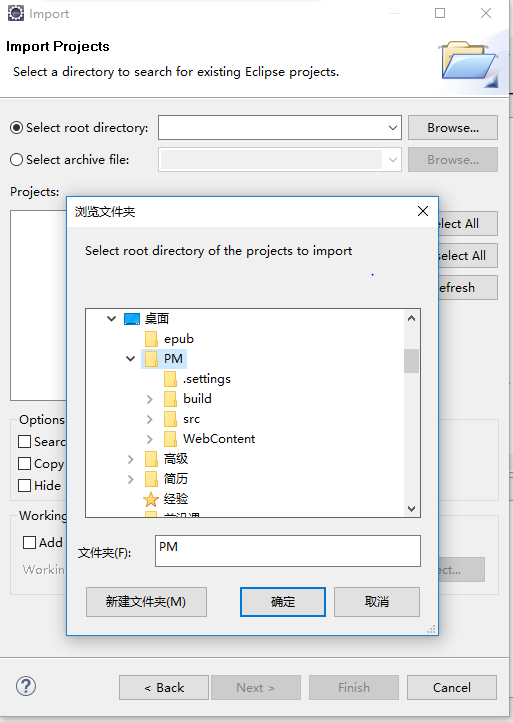 Import
Import Projects
Select a directory to search for existing Eclipse projects.
Select root directory:
Browse...
Select archive file:
Browse...
Projects:
浏览文件夹
Select root directory of the projects to import
elect All
select All
efresh
桌面
epub
PM
.settings
build
src
WebContent
高级
简历
经验
Options
Searc
Copy
Hide
Working
Add
Workin
ct...
文件夹(F):
PM
新建文件夹(M)
确定
取消
?
< Back
Next >
Finish
Cancel